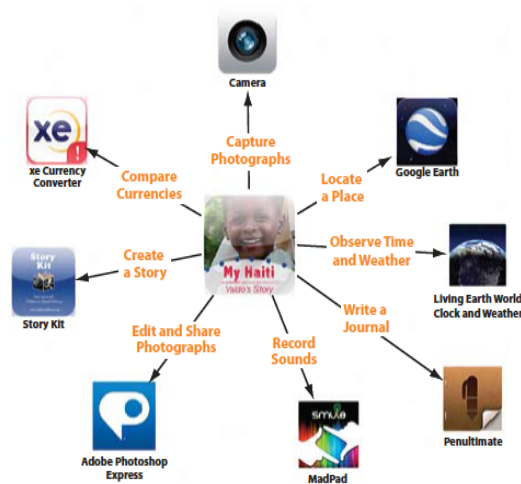 Camera
Capture
Photographs
xe
!
xe Currency
Converter
Compare
Currencies
Locate
a Place
Google Earth
My Haiti
Valdo's Story
Observe Time
and Weather
Living Earth World
Clock and Weather
Create
a Story
Story
Kit
Story Kit
Edit and Share
Photographs
Adobe Photoshop
Express
Record
Sounds
smule
MadPad
Write a
Journal
Penultimate